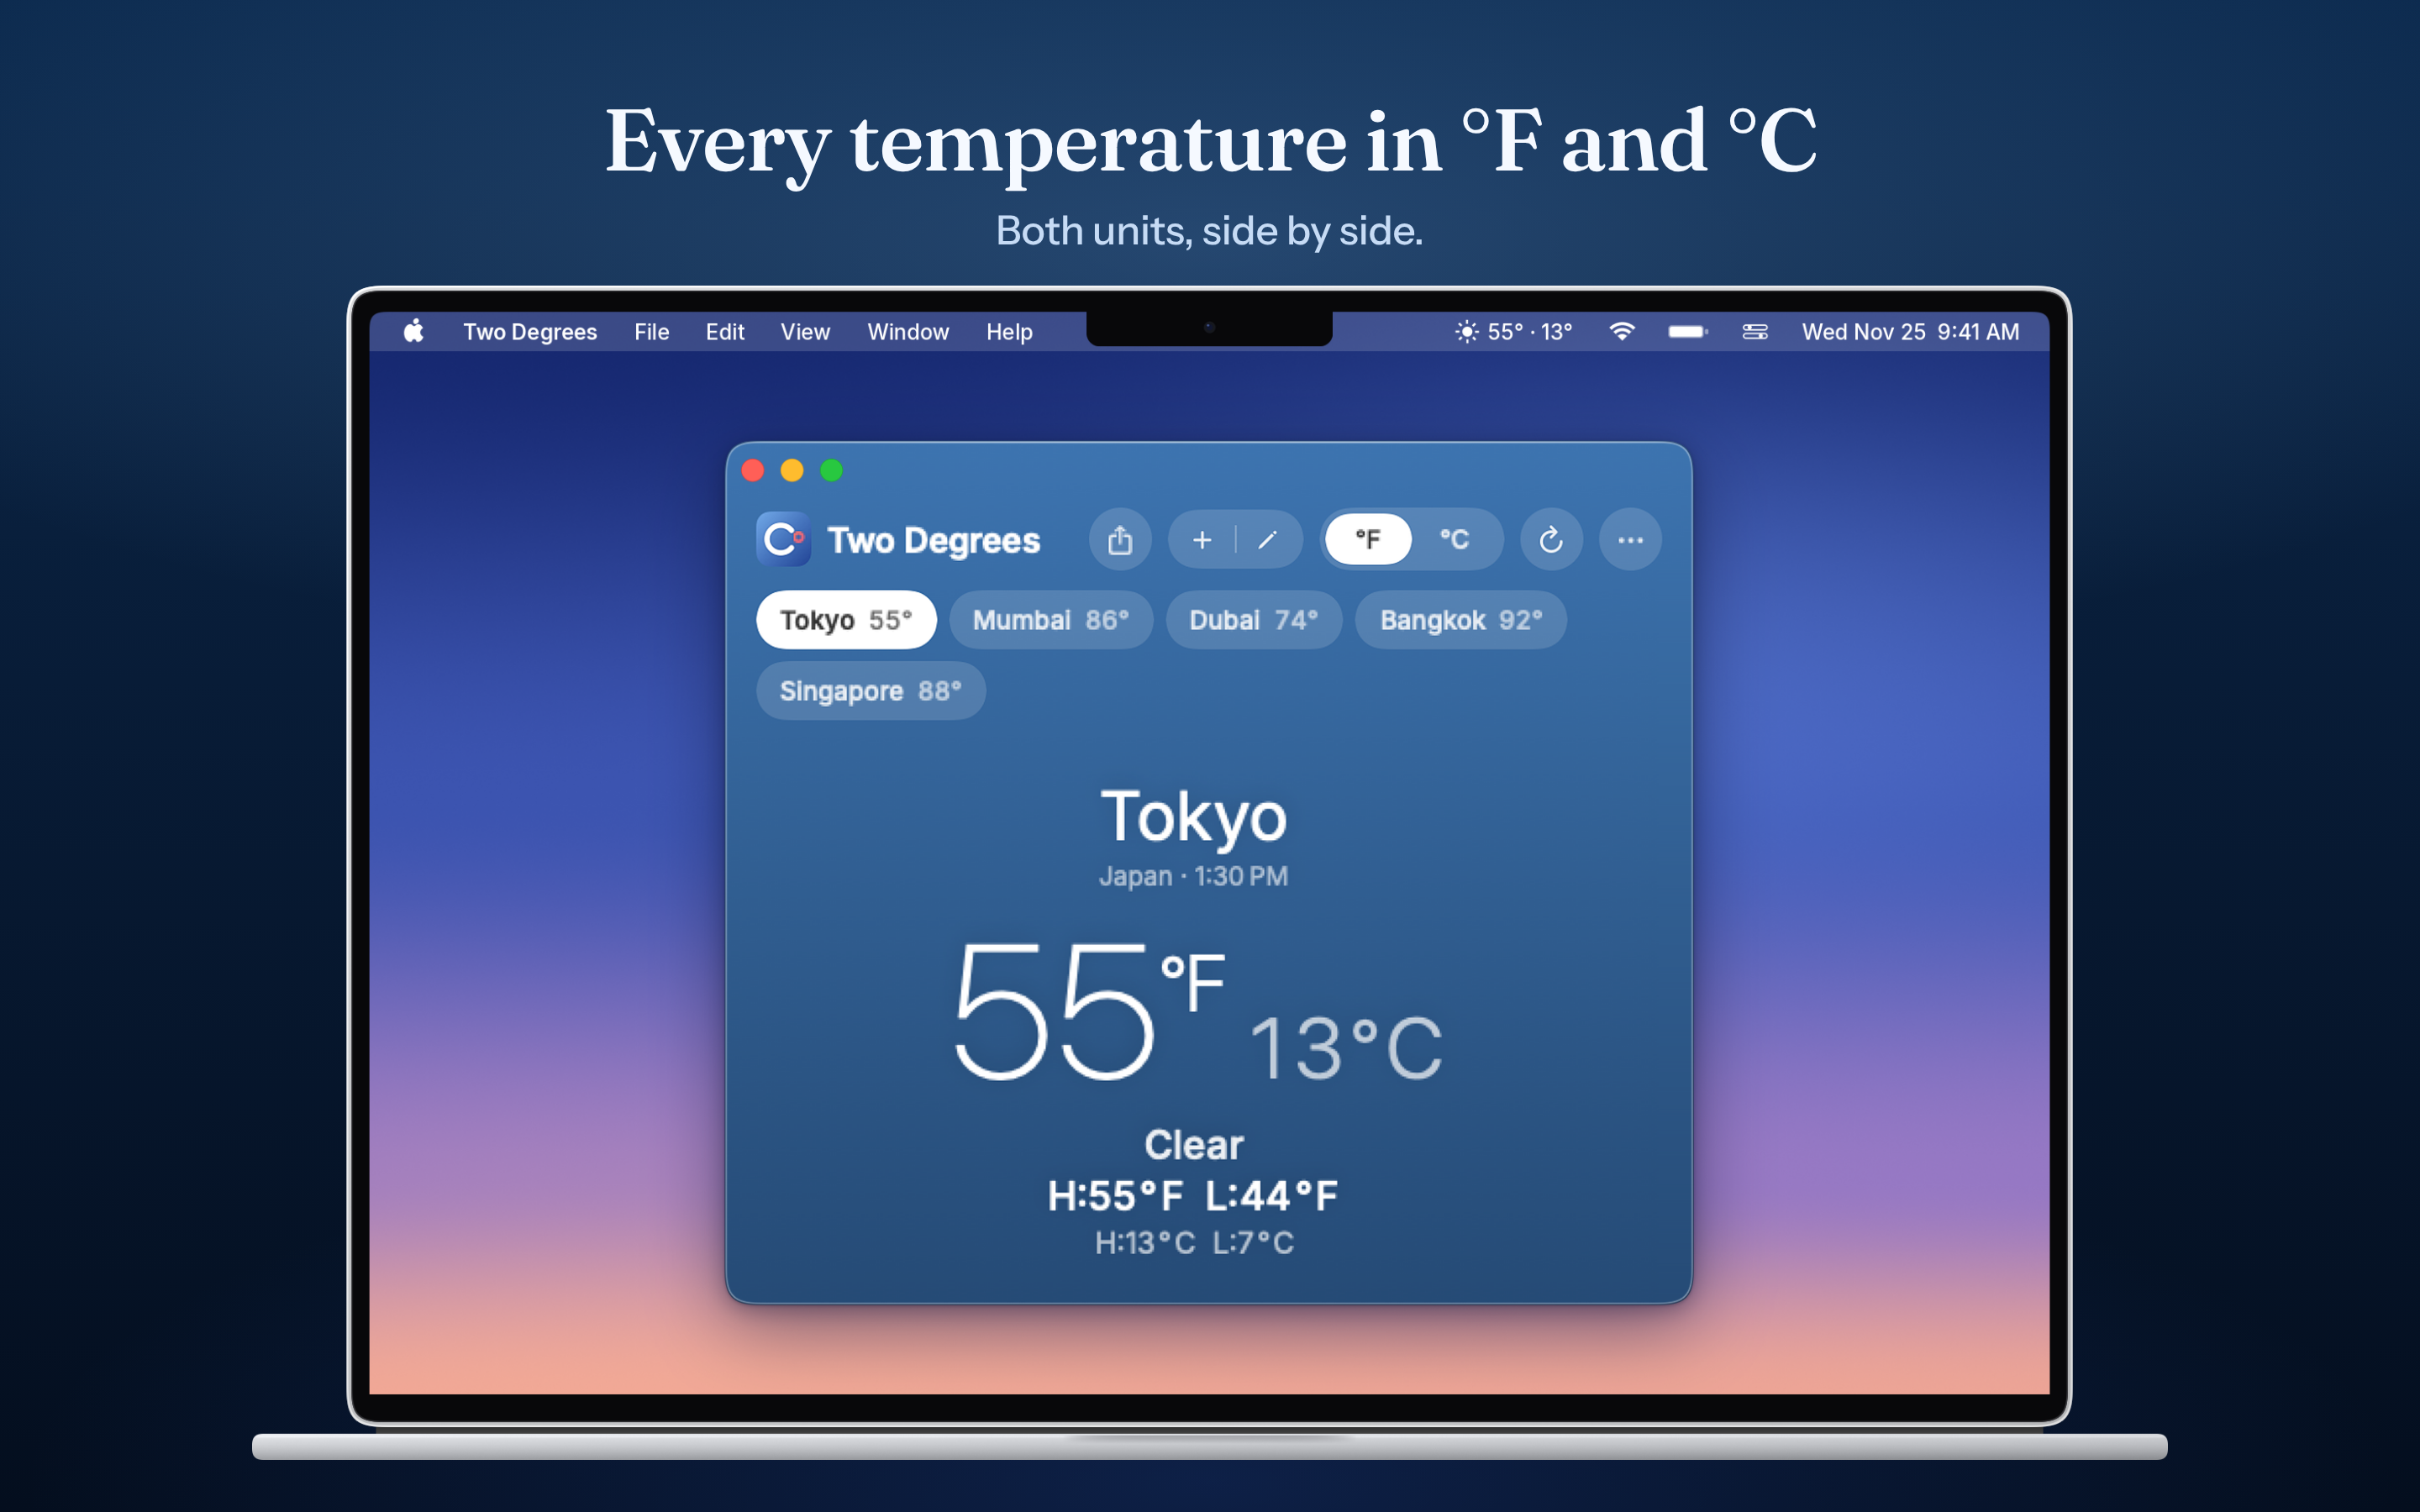 Every temperature in °F and °C
Both units, side by side.
Two Degrees File Edit View Window Help 55° · 13° Wed Nov 25 9:41 AM
Two Degrees °F °C
Tokyo 55° Mumbai 86° Dubai 74° Bangkok 92°
Singapore 88°
Tokyo
Japan · 1:30 PM
55°F 13°C
Clear
H:55°F L:44°F
H:13°C L:7°C